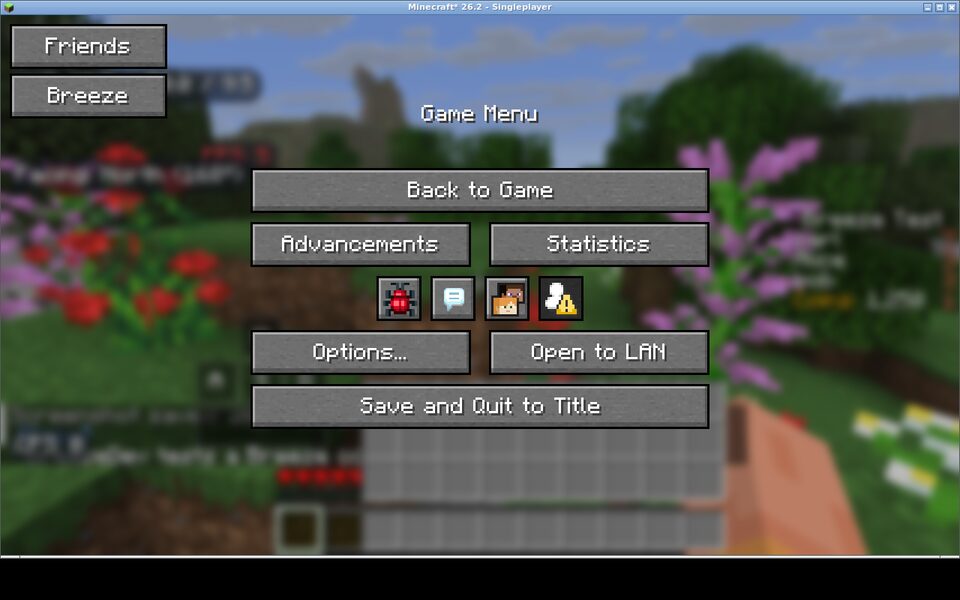 Minecraft* 26.2 - Singleplayer
Friends
Breeze
Game Menu
Back to Game
Advancements
Statistics
Options...
Open to LAN
Save and Quit to Title